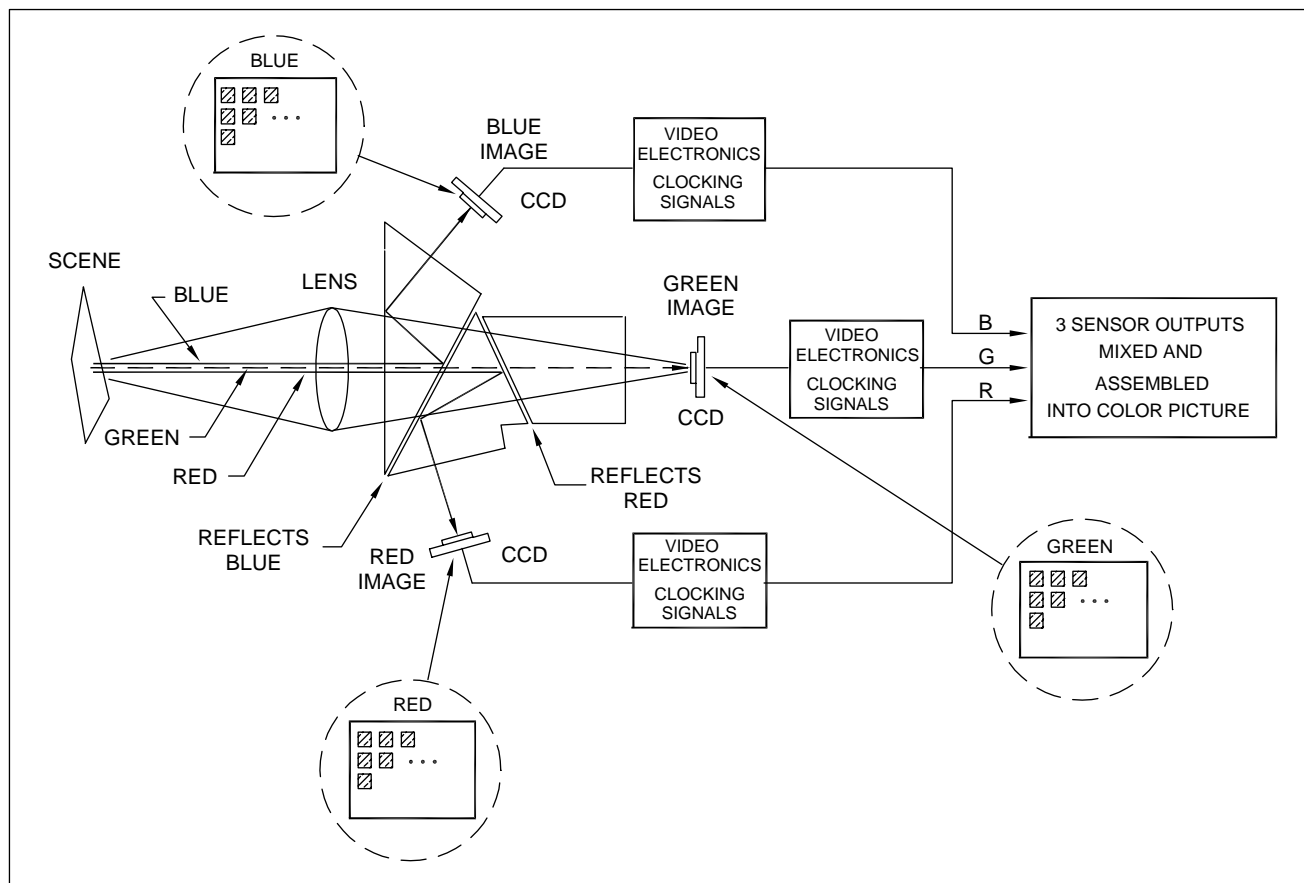 BLUE
BLUE
IMAGE
CCD
VIDEO
ELECTRONICS
CLOCKING
SIGNALS
SCENE
BLUE
LENS
GREEN
IMAGE
CCD
VIDEO
ELECTRONICS
CLOCKING
SIGNALS
B
G
R
3 SENSOR OUTPUTS
MIXED AND
ASSEMBLED
INTO COLOR PICTURE
GREEN
RED
REFLECTS
BLUE
REFLECTS
RED
RED
IMAGE
CCD
VIDEO
ELECTRONICS
CLOCKING
SIGNALS
GREEN
RED